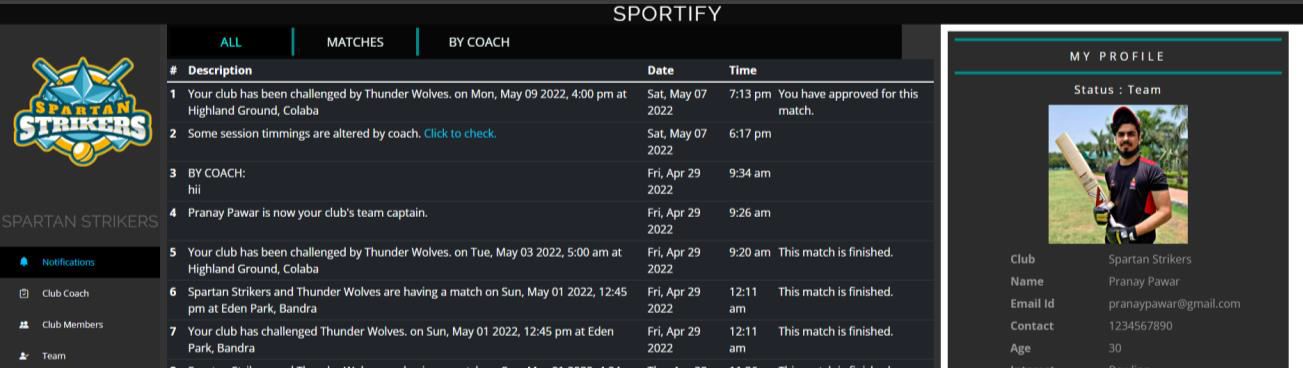 SPORTIFY
SPARTAN
STRIKERS
SPARTAN STRIKERS
Notifications
Club Coach
Club Members
Team
ALL MATCHES BY COACH
# Description Date Time
1 Your club has been challenged by Thunder Wolves. on Mon, May 09 2022, 4:00 pm at Sat, May 07 7:13 pm You have approved for this
Highland Ground, Colaba 2022 match.
2 Some session timmings are altered by coach. Click to check. Sat, May 07 6:17 pm
2022
3 BY COACH: Fri, Apr 29 9:34 am
hii 2022
4 Pranay Pawar is now your club's team captain. Fri, Apr 29 9:26 am
2022
5 Your club has been challenged by Thunder Wolves. on Tue, May 03 2022, 5:00 am at Fri, Apr 29 9:20 am This match is finished.
Highland Ground, Colaba 2022
6 Spartan Strikers and Thunder Wolves are having a match on Sun, May 01 2022, 12:45 Fri, Apr 29 12:11 This match is finished.
pm at Eden Park, Bandra 2022 am
7 Your club has challenged Thunder Wolves. on Sun, May 01 2022, 12:45 pm at Eden Fri, Apr 29 12:11 This match is finished.
Park, Bandra 2022 am
MY PROFILE
Status : Team
Club Spartan Strikers
Name Pranay Pawar
Email Id pranaypawar@gmail.com
Contact 1234567890
Age 30